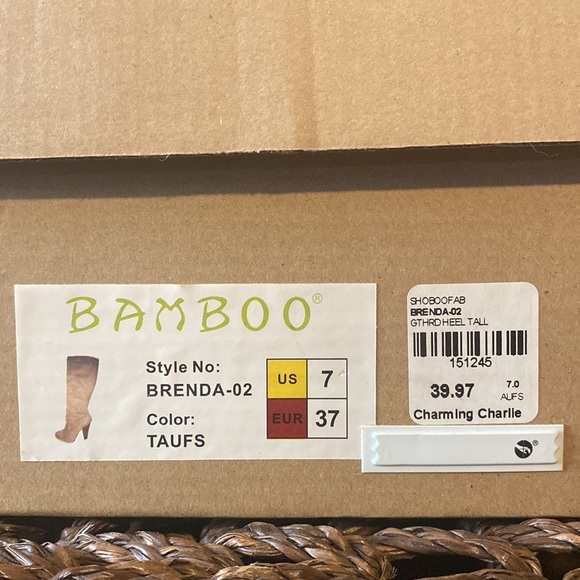 BAMBOO®
Style No:
BRENDA-02
Color:
TAUFS
US 7
EUR 37
SHOBOOFAB
BRENDA-02
GTHRD HEEL TALL
151245
39.97 7.0
AUFS
Charming Charlie
®